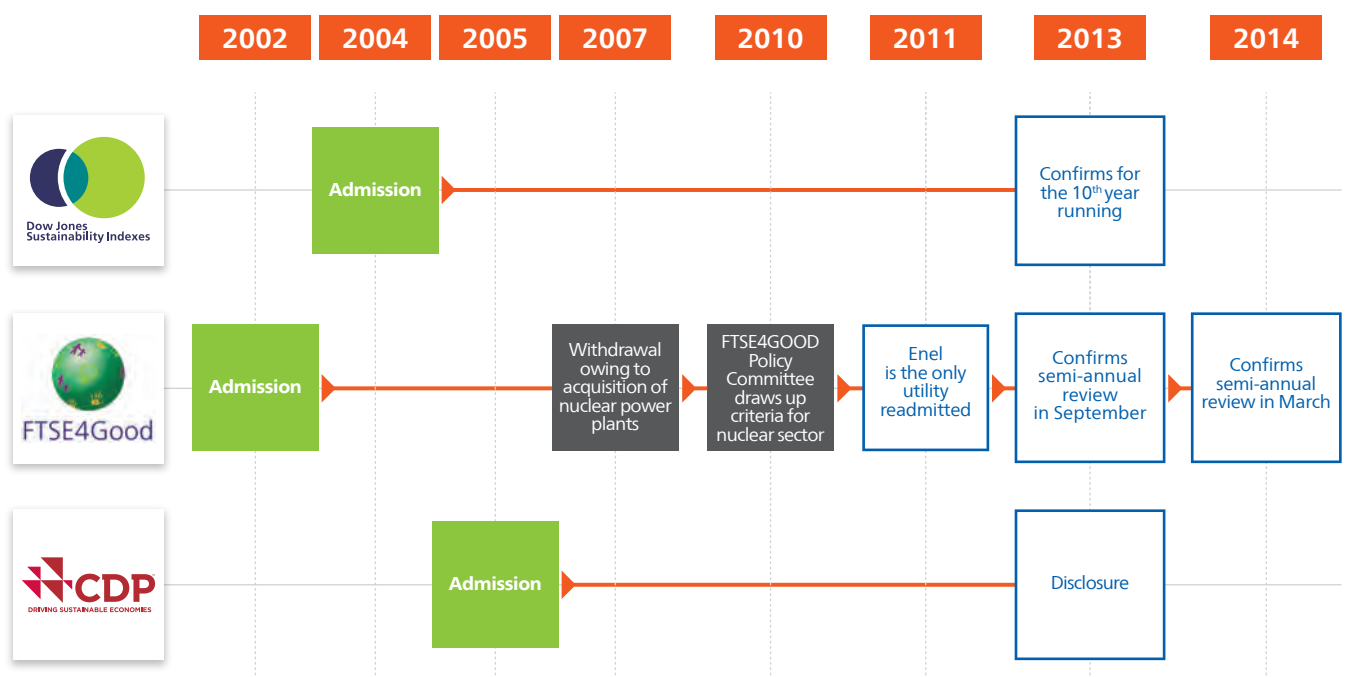 2002
2004
2005
2007
2010
2011
2013
2014
Dow Jones
Sustainability Indexes
Admission
Confirms for
the 10th year
running
FTSE4Good
Admission
Withdrawal
owing to
acquisition of
nuclear power
plants
FTSE4GOOD
Policy
Committee
draws up
criteria for
nuclear sector
Enel
is the only
utility
readmitted
Confirms
semi-annual
review
in September
Confirms
semi-annual
review in March
CDP
DRIVING SUSTAINABLE ECONOMIES
Admission
Disclosure